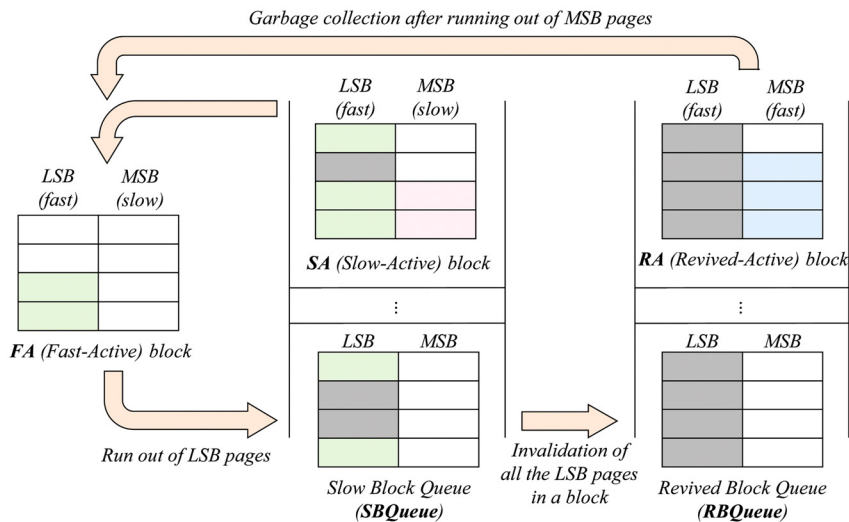 Garbage collection after running out of MSB pages
LSB
(fast)
MSB
(slow)
FA (Fast-Active) block
Run out of LSB pages
LSB
(fast)
MSB
(slow)
SA (Slow-Active) block
⋮
LSB
MSB
Slow Block Queue
(SBQueue)
Invalidation of
all the LSB pages
in a block
LSB
(fast)
MSB
(fast)
RA (Revived-Active) block
⋮
LSB
MSB
Revived Block Queue
(RBQueue)